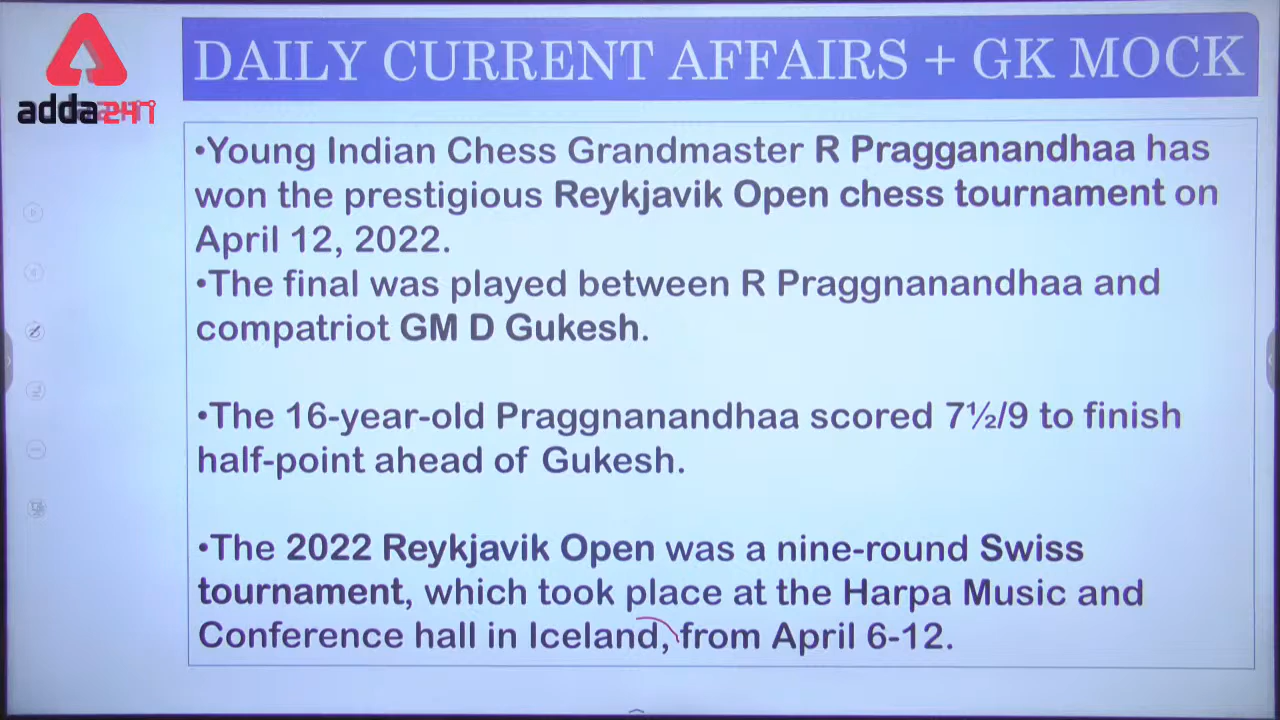 DAILY CURRENT AFFAIRS + GK MOCK
adda247
•Young Indian Chess Grandmaster R Pragganandhaa has
won the prestigious Reykjavik Open chess tournament on
April 12, 2022.
•The final was played between R Praggnanandhaa and
compatriot GM D Gukesh.
•The 16-year-old Praggnanandhaa scored 7½/9 to finish
half-point ahead of Gukesh.
•The 2022 Reykjavik Open was a nine-round Swiss
tournament, which took place at the Harpa Music and
Conference hall in Iceland, from April 6-12.